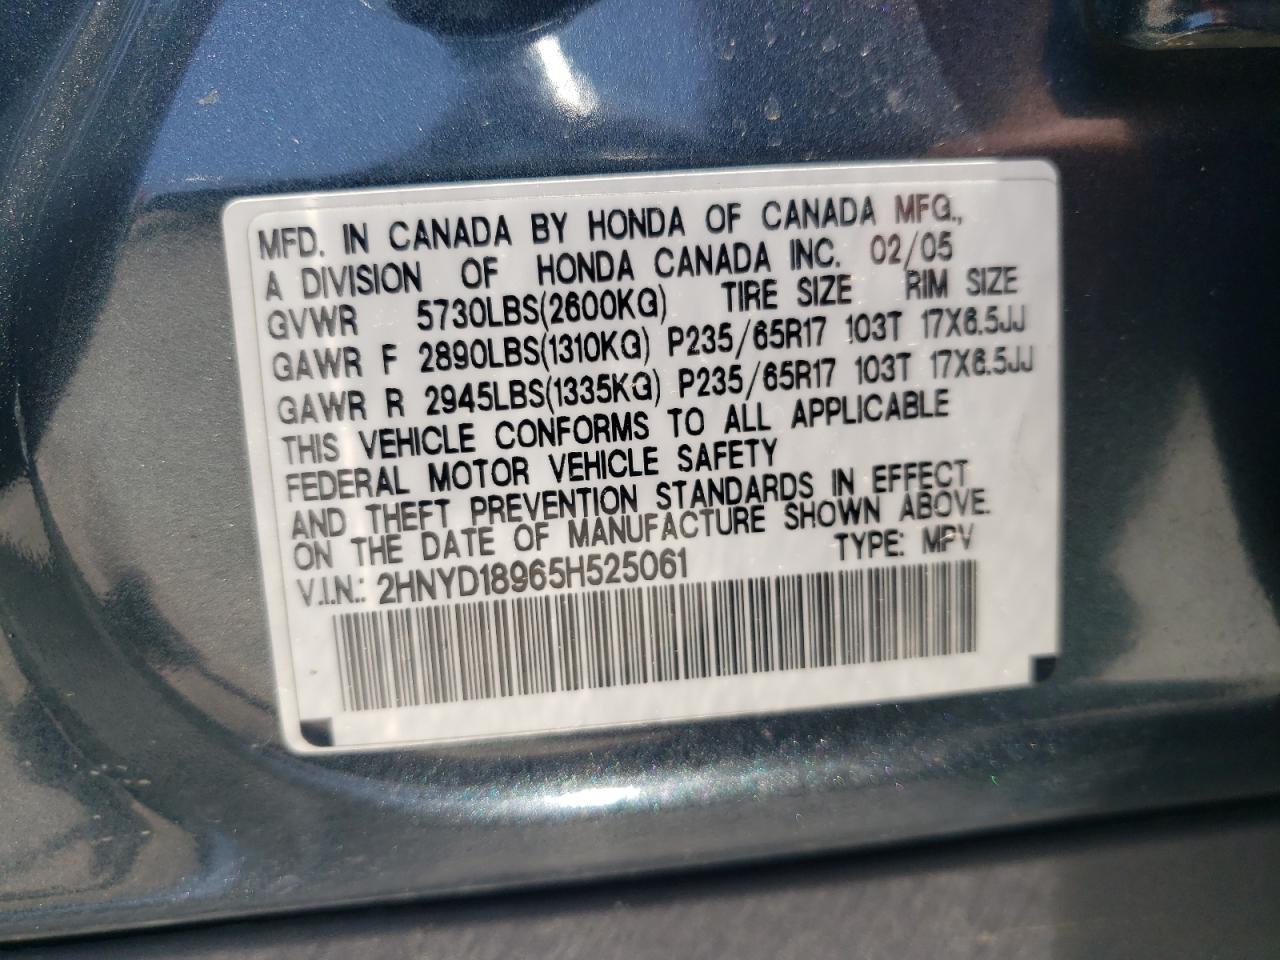 MFD. IN CANADA BY HONDA OF CANADA MFG.,
A DIVISION OF HONDA CANADA INC. 02/05
GVWR 5730LBS(2600KG) TIRE SIZE RIM SIZE
GAWR F 2890LBS(1310KG) P235/65R17 103T 17X6.5JJ
GAWR R 2945LBS(1335KG) P235/65R17 103T 17X6.5JJ
THIS VEHICLE CONFORMS TO ALL APPLICABLE
FEDERAL MOTOR VEHICLE SAFETY
AND THEFT PREVENTION STANDARDS IN EFFECT
ON THE DATE OF MANUFACTURE SHOWN ABOVE.
V.I.N.: 2HNYD18965H525061 TYPE: MPV